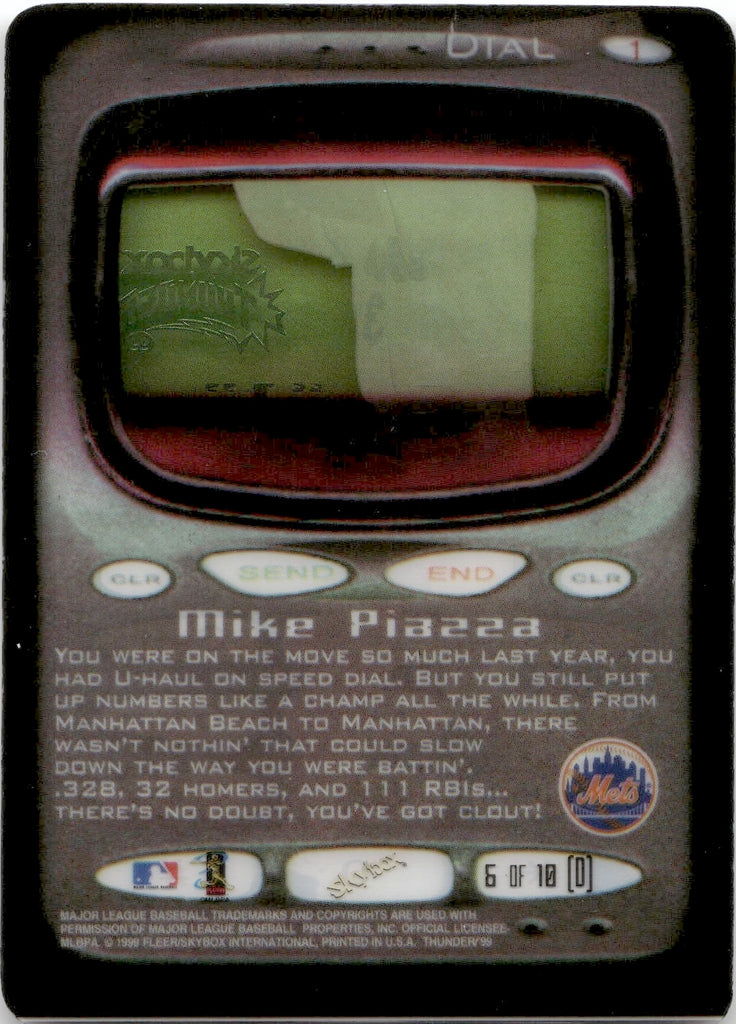 DIAL 1
CLR SEND END CLR
Mike Piazza
YOU WERE ON THE MOVE SO MUCH LAST YEAR, YOU
HAD U-HAUL ON SPEED DIAL. BUT YOU STILL PUT
UP NUMBERS LIKE A CHAMP ALL THE WHILE. FROM
MANHATTAN BEACH TO MANHATTAN, THERE
WASN'T NOTHIN' THAT COULD SLOW
DOWN THE WAY YOU WERE BATTIN'.
.328, 32 HOMERS, AND 111 RBIS...
THERE'S NO DOUBT, YOU'VE GOT CLOUT!
Mets
skybox
6 OF 10 (D)
MAJOR LEAGUE BASEBALL TRADEMARKS AND COPYRIGHTS ARE USED WITH
PERMISSION OF MAJOR LEAGUE BASEBALL PROPERTIES, INC. OFFICIAL LICENSEE
MLBPA. © 1999 FLEER/SKYBOX INTERNATIONAL, PRINTED IN U.S.A. THUNDER'99